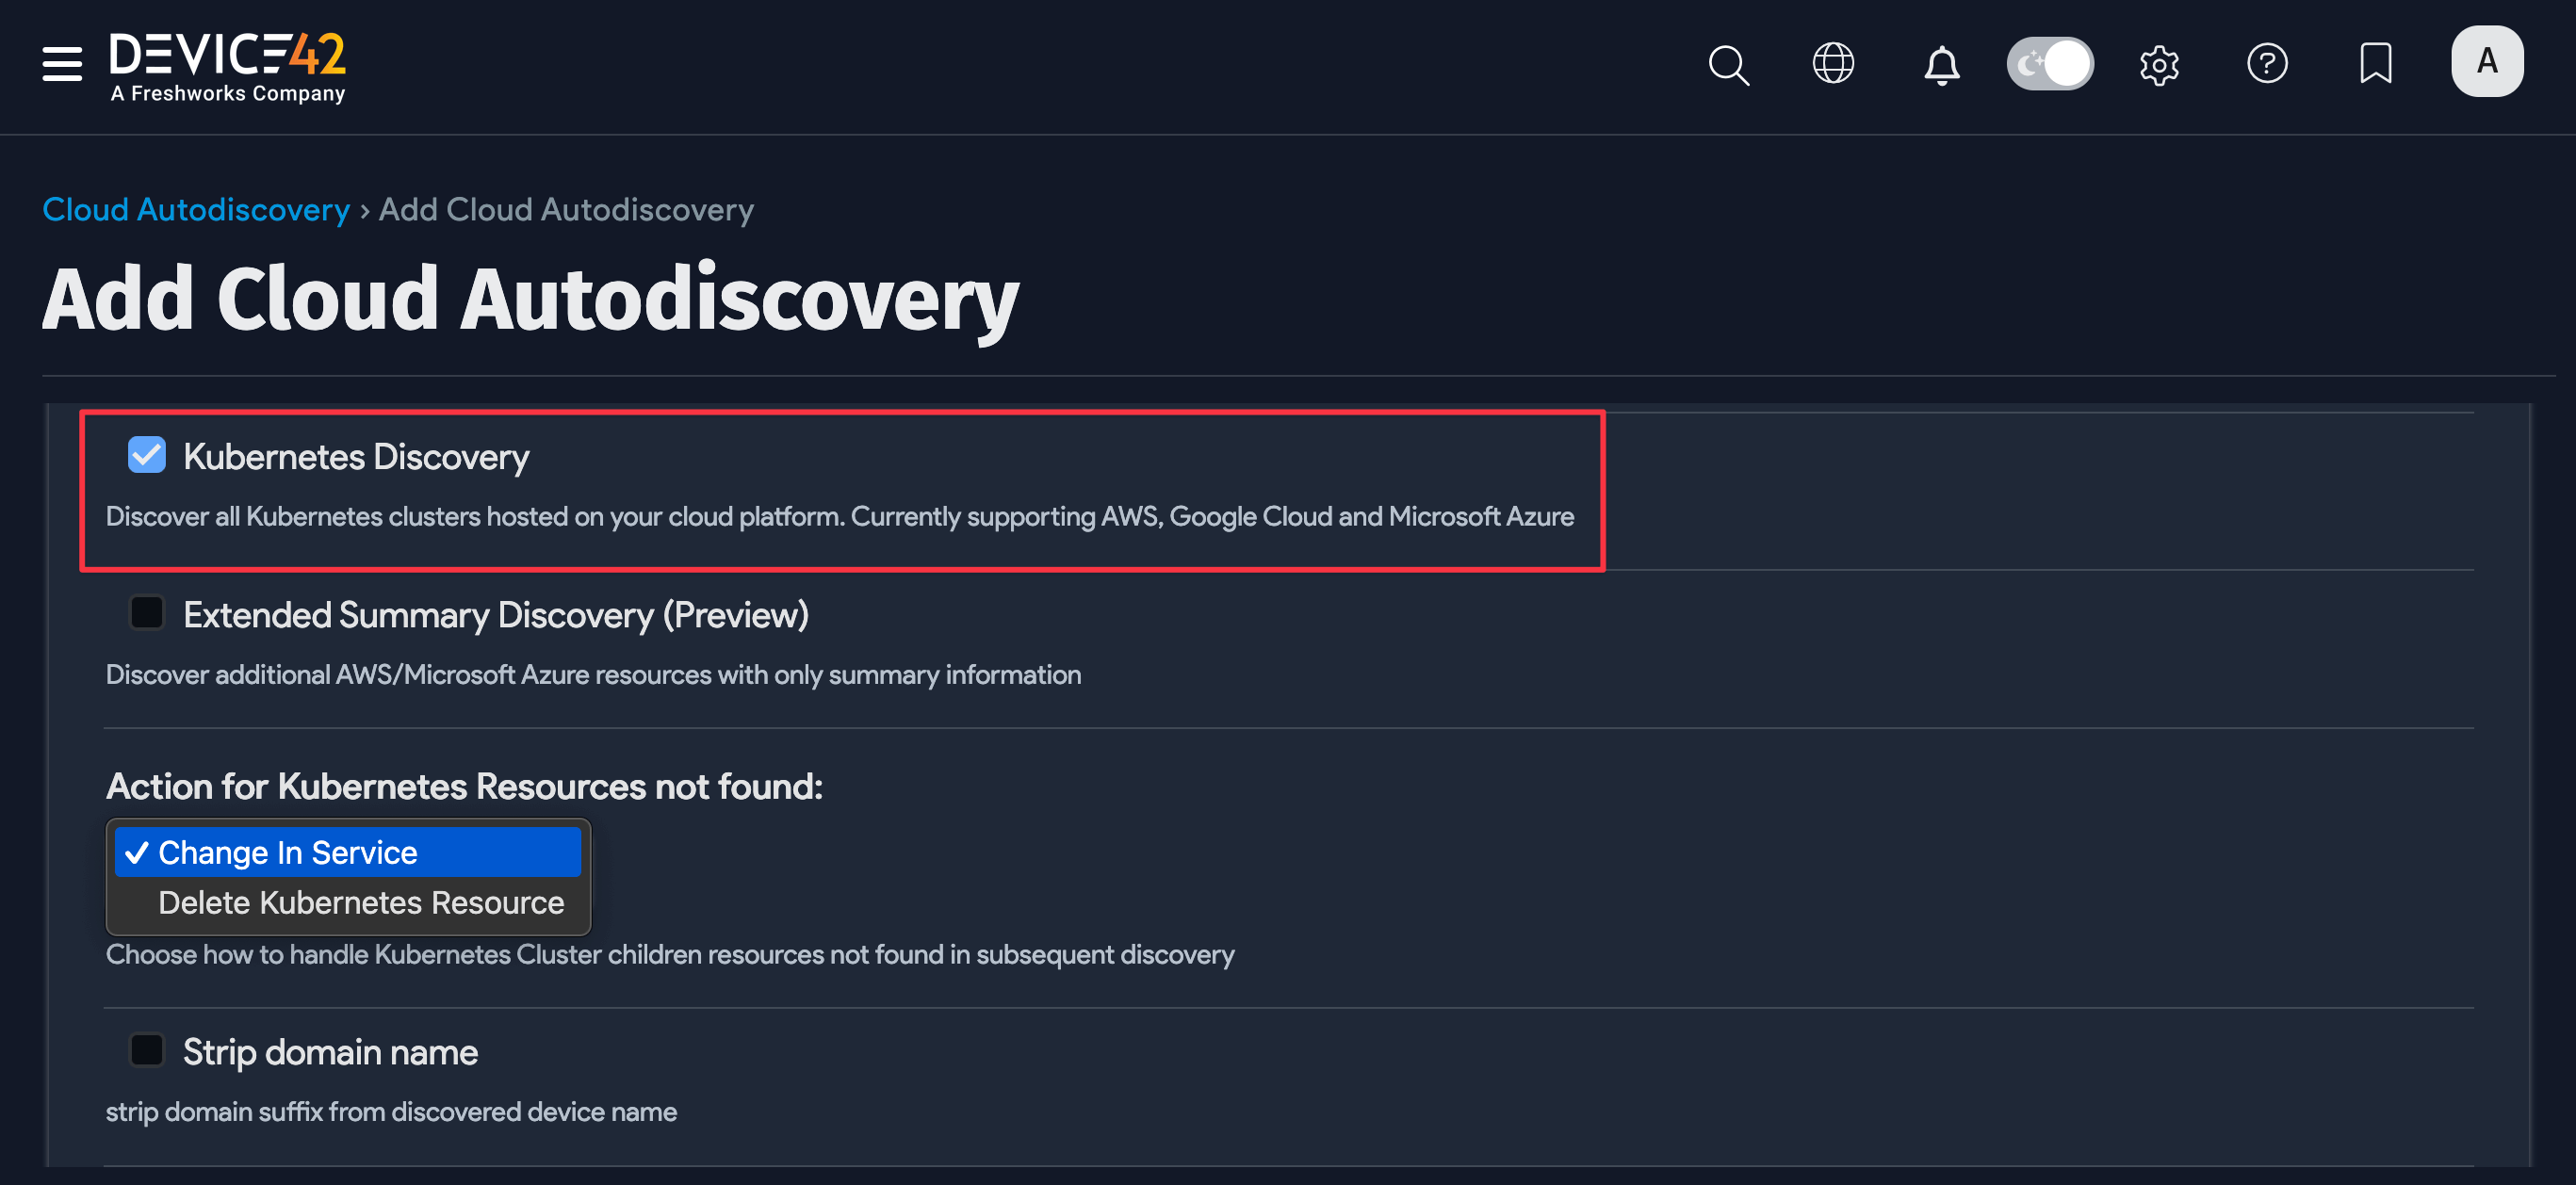 DEVICE42
A Freshworks Company
A
Cloud Autodiscovery › Add Cloud Autodiscovery
Add Cloud Autodiscovery
Kubernetes Discovery
Discover all Kubernetes clusters hosted on your cloud platform. Currently supporting AWS, Google Cloud and Microsoft Azure
Extended Summary Discovery (Preview)
Discover additional AWS/Microsoft Azure resources with only summary information
Action for Kubernetes Resources not found:
✓ Change In Service
Delete Kubernetes Resource
Choose how to handle Kubernetes Cluster children resources not found in subsequent discovery
Strip domain name
strip domain suffix from discovered device name